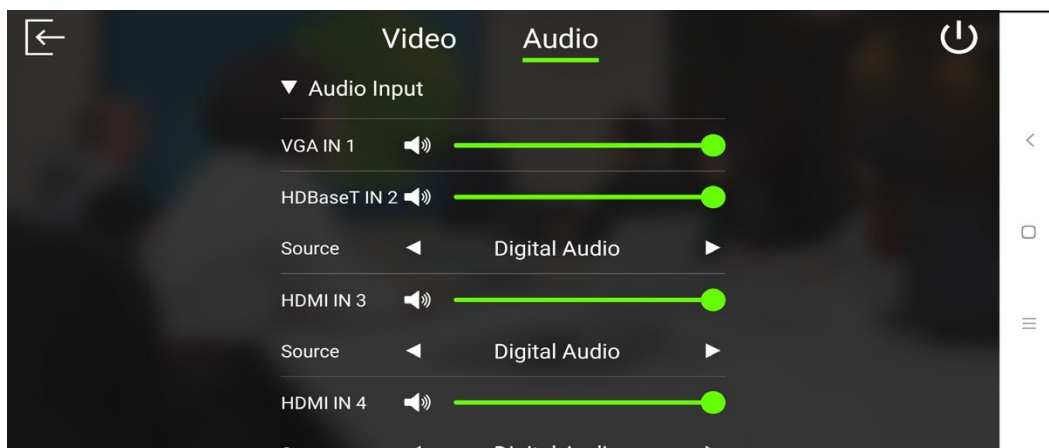 Video Audio
Audio Input
VGA IN 1
HDBaseT IN 2
Source Digital Audio
HDMI IN 3
Source Digital Audio
HDMI IN 4